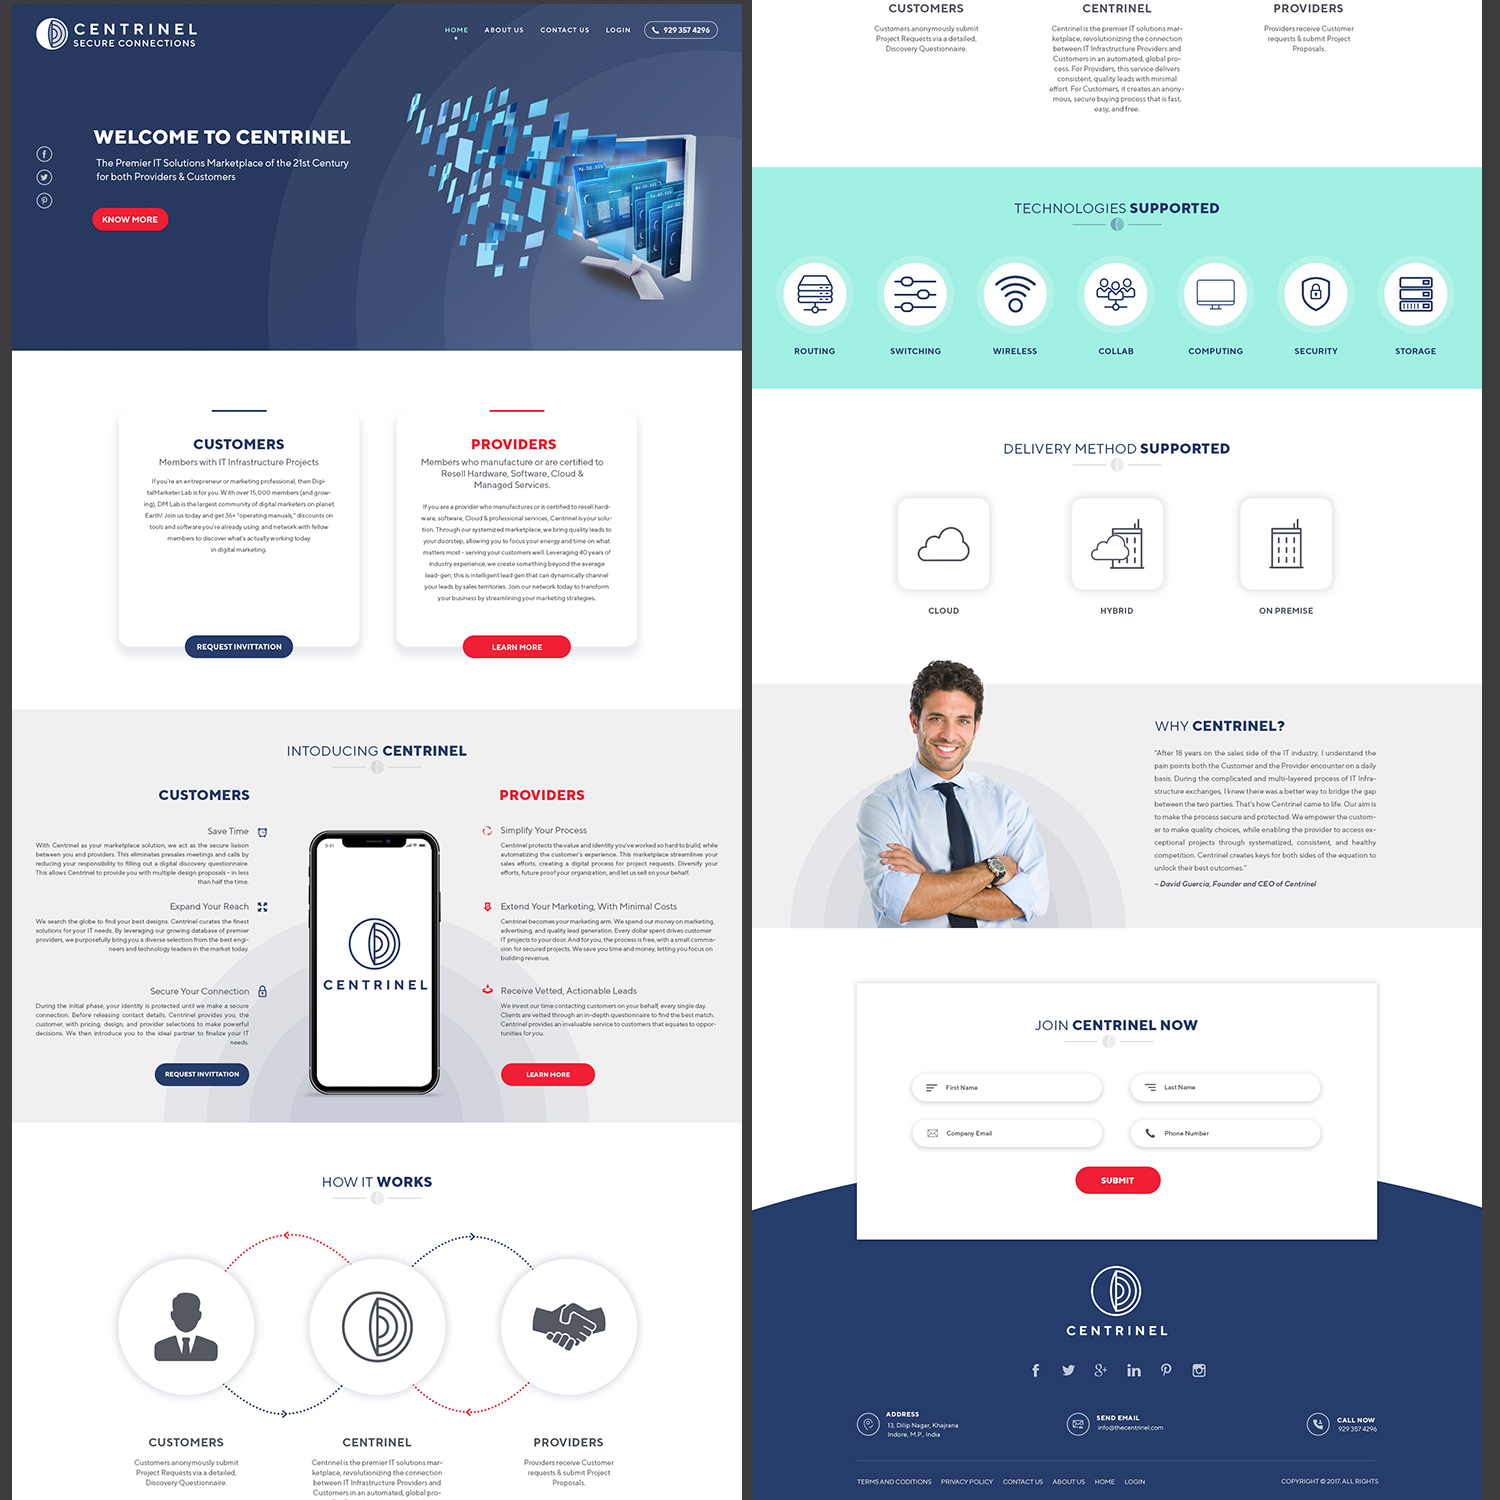 CENTRINEL
SECURE CONNECTIONS
HOME
ABOUT US
CONTACT US
LOGIN
929 357 4296
WELCOME TO CENTRINEL
The Premier IT Solutions Marketplace of the 21st Century
for both Providers & Customers
KNOW MORE
CUSTOMERS
Members with IT Infrastructure Projects
If you're an entrepreneur or marketing professional, then Digi-
talMarketer Lab is for you. With over 15,000 members (and grow-
ing), DM Lab is the largest community of digital marketers on planet
Earth! Join us today and get 36+ "operating manuals," discounts on
tools and software you're already using, and network with fellow
members to discover what's actually working today
in digital marketing.
REQUEST INVITTATION
PROVIDERS
Members who manufacture or are certified to
Resell Hardware, Software, Cloud &
Managed Services.
If you are a provider who manufactures or is certified to resell hard-
ware, software, Cloud & professional services, Centrinel is your solu-
tion. Through our systemized marketplace, we bring quality leads to
your doorstep, allowing you to focus your energy and time on what
matters most - serving your customers well. Leveraging 40 years of
industry experience, we create something beyond the average
lead-gen; this is intelligent lead gen that can dynamically channel
your leads by sales territories. Join our network today to transform
your business by streamlining your marketing strategies.
LEARN MORE
INTODUCING CENTRINEL
CUSTOMERS
Save Time
With Centrinel as your marketplace solution, we act as the secure liaison
between you and providers. This eliminates presales meetings and calls by
reducing your responsibility to filling out a digital discovery questionnaire.
This allows Centrinel to provide you with multiple design proposals - in less
than half the time.
Expand Your Reach
We search the globe to find your best designs. Centrinel curates the finest
solutions for your IT needs. By leveraging our growing database of premier
providers, we purposefully bring you a diverse selection from the best engi-
neers and technology leaders in the market today.
Secure Your Connection
During the initial phase, your identity is protected until we make a secure
connection. Before releasing contact details, Centrinel provides you, the
customer, with pricing, design, and provider selections to make powerful
decisions. We then introduce you to the ideal partner to finalize your IT
needs.
REQUEST INVITTATION
9:41
CENTRINEL
PROVIDERS
Simplify Your Process
Centrinel protects the value and identity you've worked so hard to build, while
automatizing the customer's experience. This marketplace streamlines your
sales efforts, creating a digital process for project requests. Diversify your
efforts, future proof your organization, and let us sell on your behalf.
Extend Your Marketing, With Minimal Costs
Centrinel becomes your marketing arm. We spend our money on marketing,
advertising, and quality lead generation. Every dollar spent drives customer
IT projects to your door. And for you, the process is free, with a small commis-
sion for secured projects. We save you time and money, letting you focus on
building revenue.
Receive Vetted, Actionable Leads
We invest our time contacting customers on your behalf, every single day.
Clients are vetted through an in-depth questionnaire to find the best match.
Centrinel provides an invaluable service to customers that equates to oppor-
tunities for you.
LEARN MORE
HOW IT WORKS
CUSTOMERS
Customers anonymously submit
Project Requests via a detailed,
Discovery Questionnaire.
CENTRINEL
Centrinel is the premier IT solutions mar-
ketplace, revolutionizing the connection
between IT Infrastructure Providers and
Customers in an automated, global pro-
PROVIDERS
Providers receive Customer
requests & submit Project
Proposals.
CUSTOMERS
Customers anonymously submit
Project Requests via a detailed,
Discovery Questionnaire.
CENTRINEL
Centrinel is the premier IT solutions mar-
ketplace, revolutionizing the connection
between IT Infrastructure Providers and
Customers in an automated, global pro-
cess. For Providers, this service delivers
consistent, quality leads with minimal
effort. For Customers, it creates an anony-
mous, secure buying process that is fast,
easy, and free.
PROVIDERS
Providers receive Customer
requests & submit Project
Proposals.
TECHNOLOGIES SUPPORTED
ROUTING
SWITCHING
WIRELESS
COLLAB
COMPUTING
SECURITY
STORAGE
DELIVERY METHOD SUPPORTED
CLOUD
HYBRID
ON PREMISE
WHY CENTRINEL?
"After 18 years on the sales side of the IT industry, I understand the
pain points both the Customer and the Provider encounter on a daily
basis. During the complicated and multi-layered process of IT Infra-
structure exchanges, I knew there was a better way to bridge the gap
between the two parties. That's how Centrinel came to life. Our aim is
to make the process secure and protected. We empower the custom-
er to make quality choices, while enabling the provider to access ex-
ceptional projects through systematized, consistent, and healthy
competition. Centrinel creates keys for both sides of the equation to
unlock their best outcomes."
~ David Guercia, Founder and CEO of Centrinel
JOIN CENTRINEL NOW
First Name
Last Name
Company Email
Phone Number
SUBMIT
CENTRINEL
ADDRESS
13, Dilip Nagar, Khajrana
Indore, M.P., india
SEND EMAIL
info@thecentrinel.com
CALL NOW
929 357 4296
TERMS AND CODITIONS
PRIVACY POLICY
CONTACT US
ABOUT US
HOME
LOGIN
COPYRIGHT © 2017. ALL RIGHTS